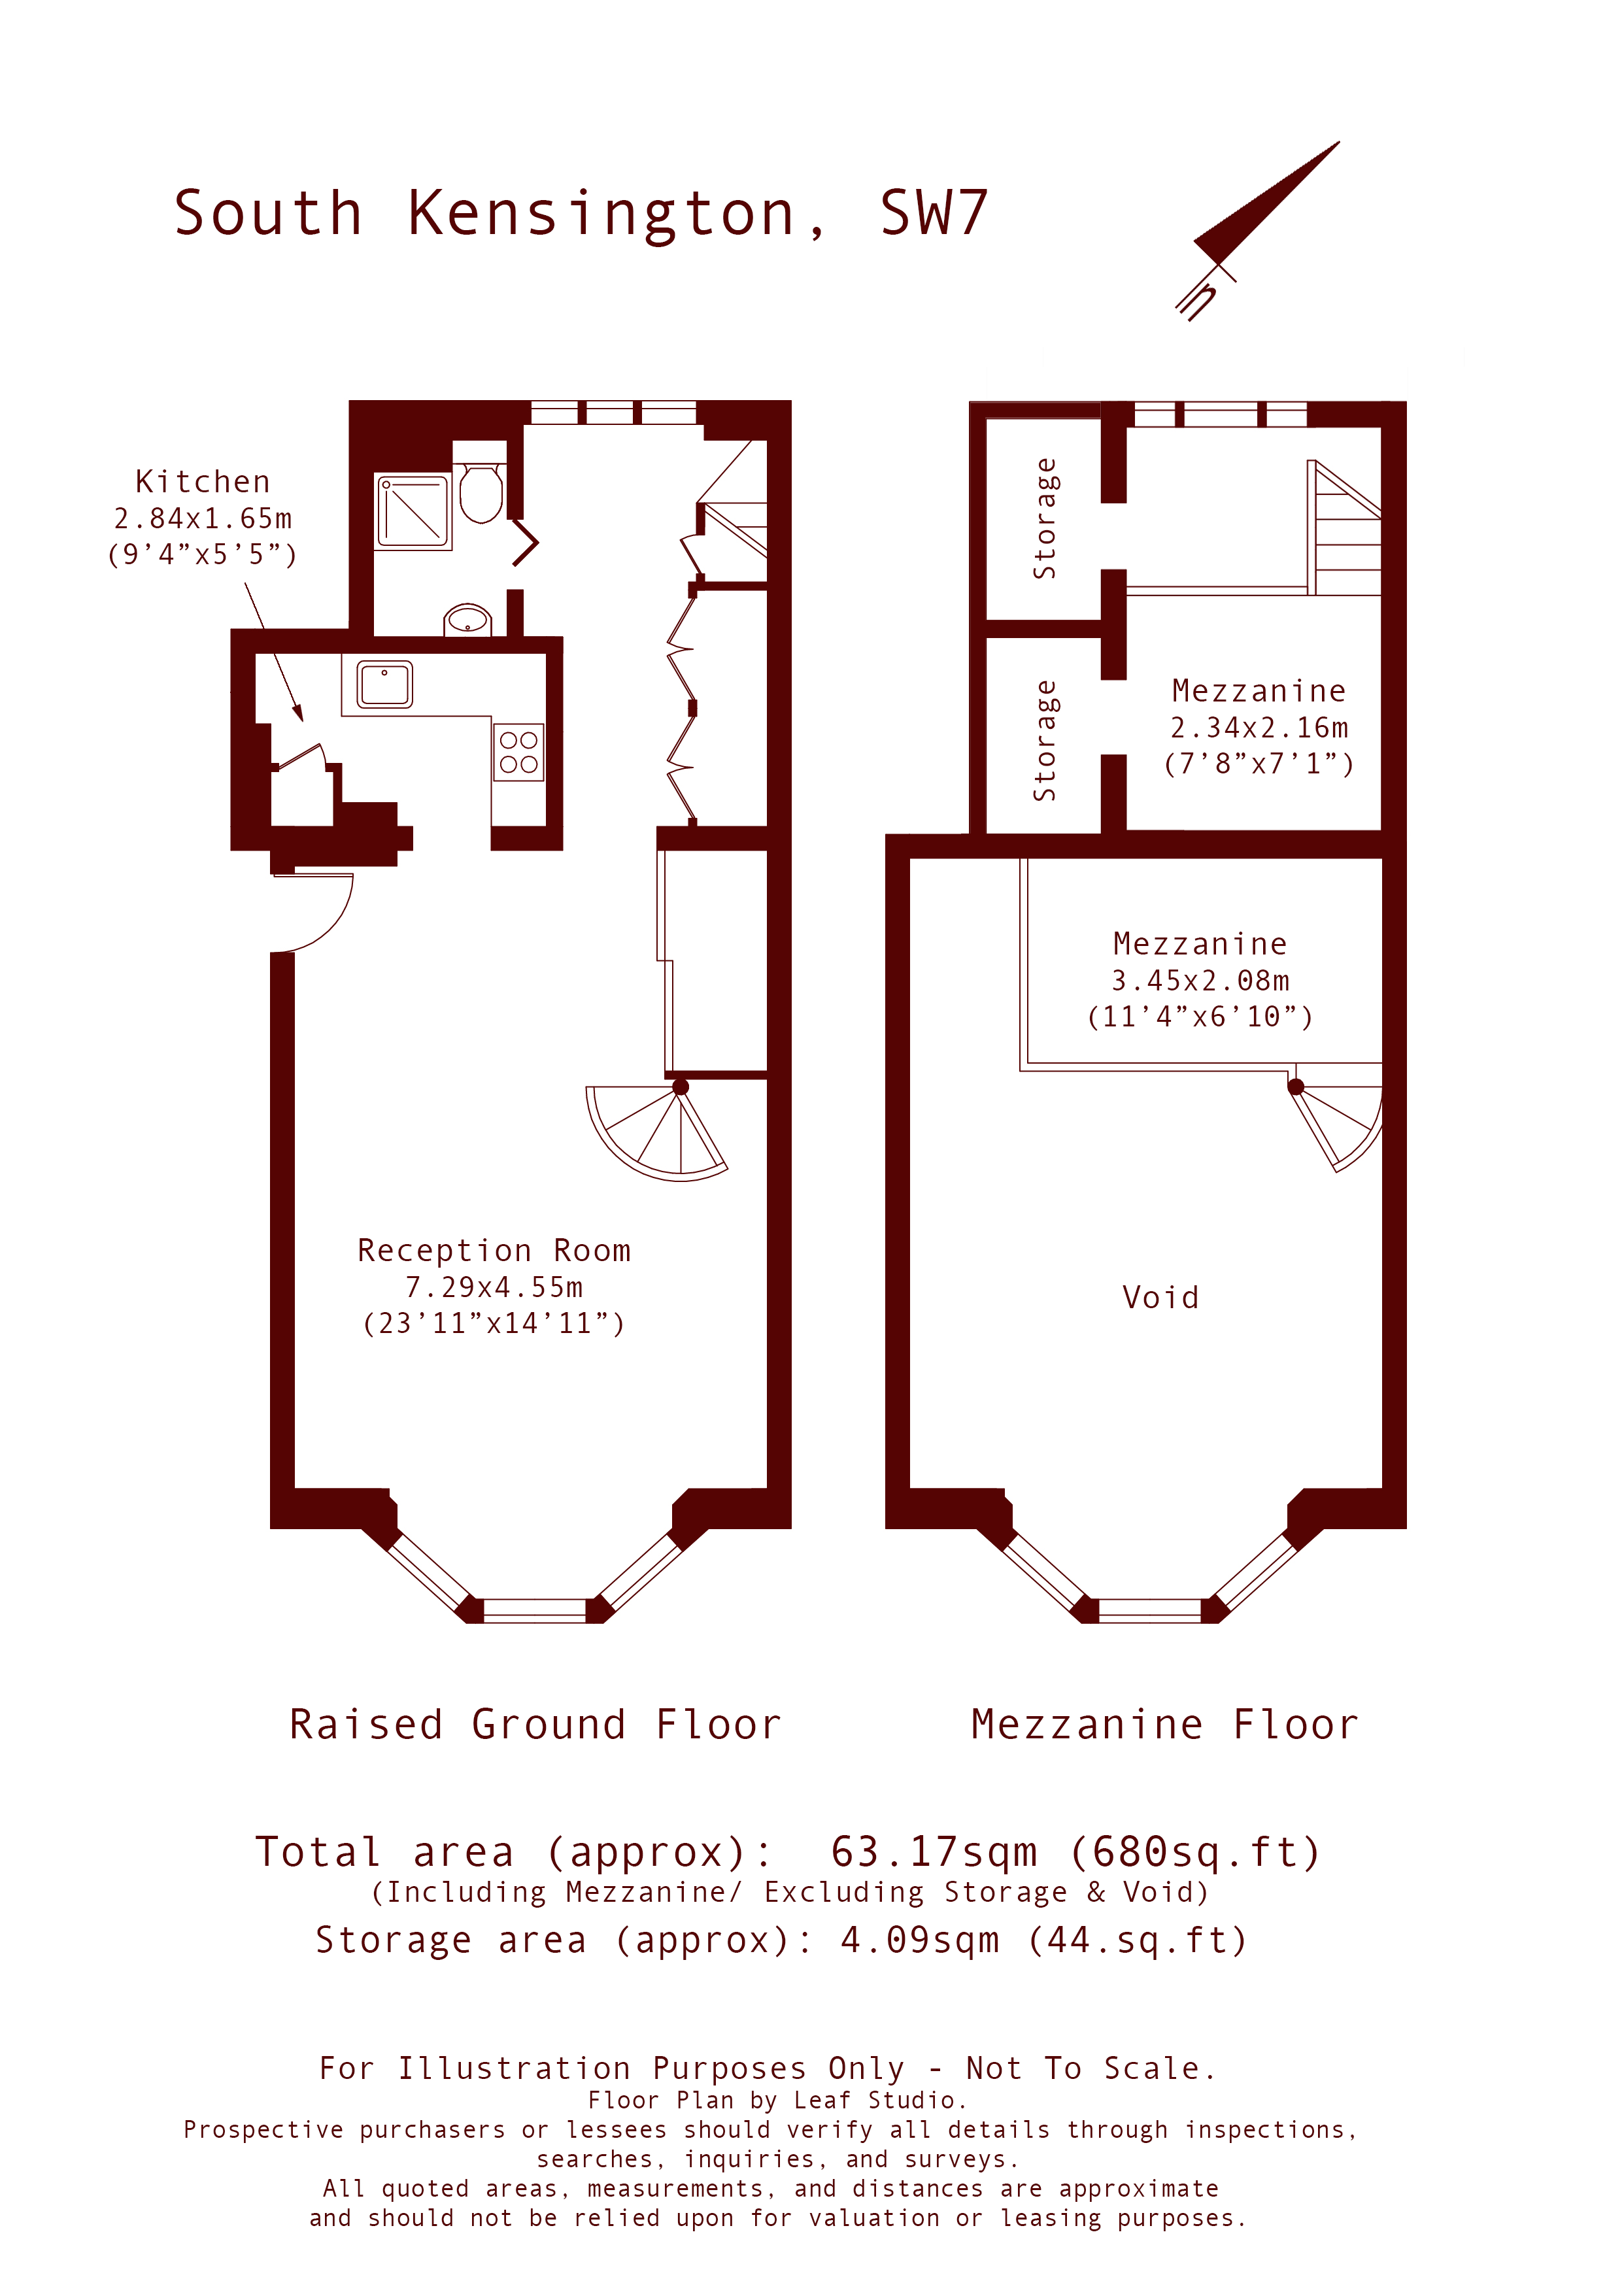 South Kensington, SW7
n
Kitchen
2.84x1.65m
(9’4”x5’5”)
Reception Room
7.29x4.55m
(23’11”x14’11”)
Storage
Storage
Mezzanine
2.34x2.16m
(7’8”x7’1”)
Mezzanine
3.45x2.08m
(11’4”x6’10”)
Void
Raised Ground Floor
Mezzanine Floor
Total area (approx): 63.17sqm (680sq.ft)
(Including Mezzanine/ Excluding Storage & Void)
Storage area (approx): 4.09sqm (44.sq.ft)
For Illustration Purposes Only - Not To Scale.
Floor Plan by Leaf Studio.
Prospective purchasers or lessees should verify all details through inspections,
searches, inquiries, and surveys.
All quoted areas, measurements, and distances are approximate
and should not be relied upon for valuation or leasing purposes.